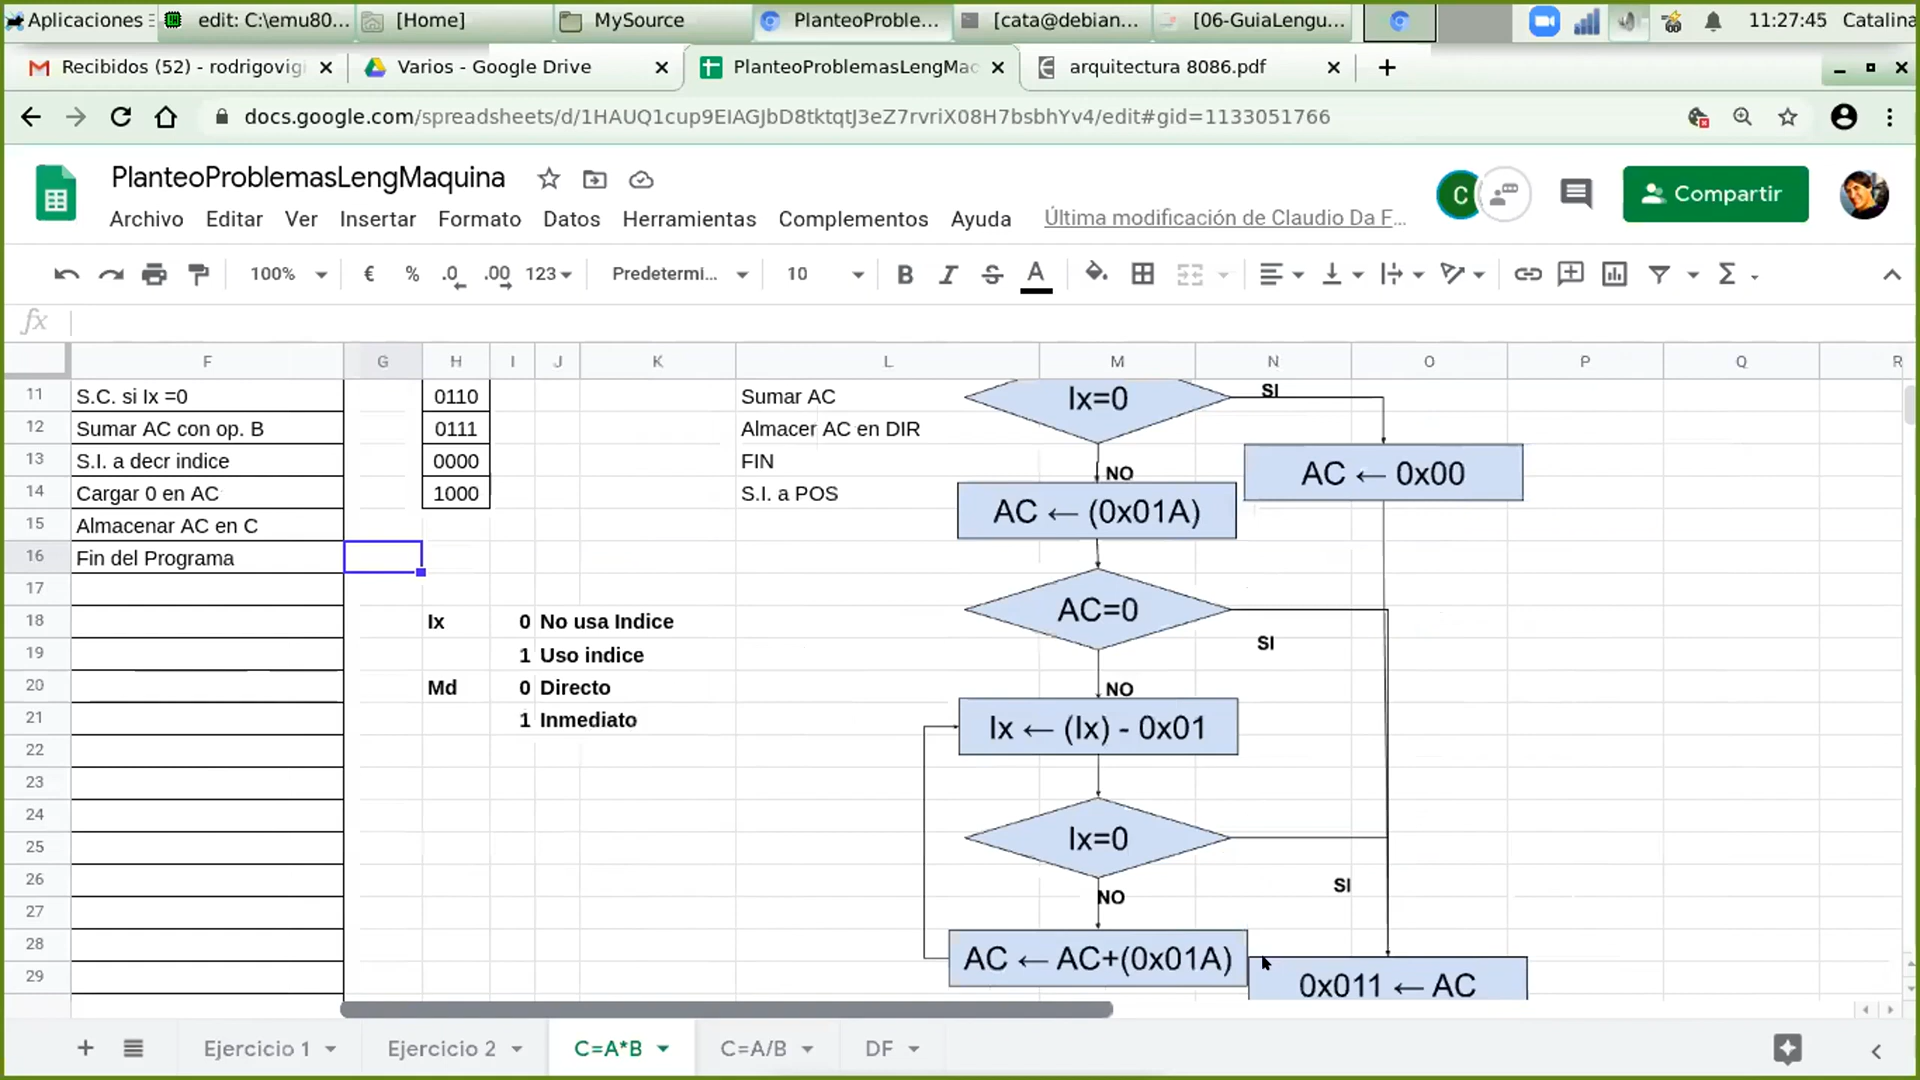 Aplicaciones
edit: C:\emu80...
[Home]
MySource
PlanteoProble...
[cata@debian...
[06-GuiaLengu...
11:27:45
Catalina
Recibidos (52) - rodrigovig
Varios - Google Drive
PlanteoProblemasLengMac
arquitectura 8086.pdf
docs.google.com/spreadsheets/d/1HAUQ1cup9EIAGJbD8tktqtJ3eZ7rvriX08H7bsbhYv4/edit#gid=1133051766
PlanteoProblemasLengMaquina
C
Compartir
Archivo Editar Ver Insertar Formato Datos Herramientas Complementos Ayuda
Última modificación de Claudio Da F...
100% € % .0 .00 123 Predetermi... 10 B I S A Σ
fx
F G H I J K L M N O P Q R
11 S.C. si Ix =0 0110 Sumar AC
12 Sumar AC con op. B 0111 Almacer AC en DIR
13 S.I. a decr indice 0000 FIN
14 Cargar 0 en AC 1000 S.I. a POS
15 Almacenar AC en C
16 Fin del Programa
17
18 Ix 0 No usa Indice
19 1 Uso indice
20 Md 0 Directo
21 1 Inmediato
22
23
24
25
26
27
28
29
Ix=0
SI
NO
AC ← 0x00
AC ← (0x01A)
AC=0
SI
NO
Ix ← (Ix) - 0x01
Ix=0
SI
NO
AC ← AC+(0x01A)
0x011 ← AC
Ejercicio 1
Ejercicio 2
C=A*B
C=A/B
DF